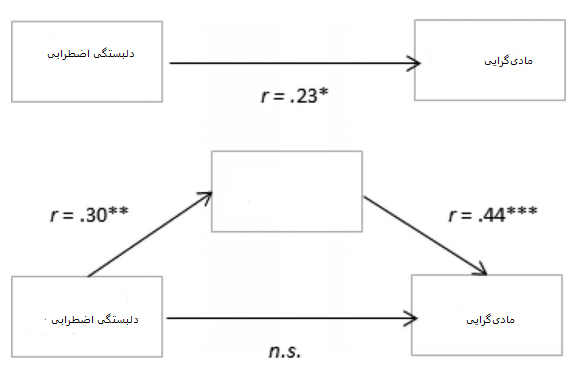 دلبستگی اضطرابی
مادی‌گرایی
r = .23*
r = .30**
r = .44***
دلبستگی اضطرابی
مادی‌گرایی
n.s.